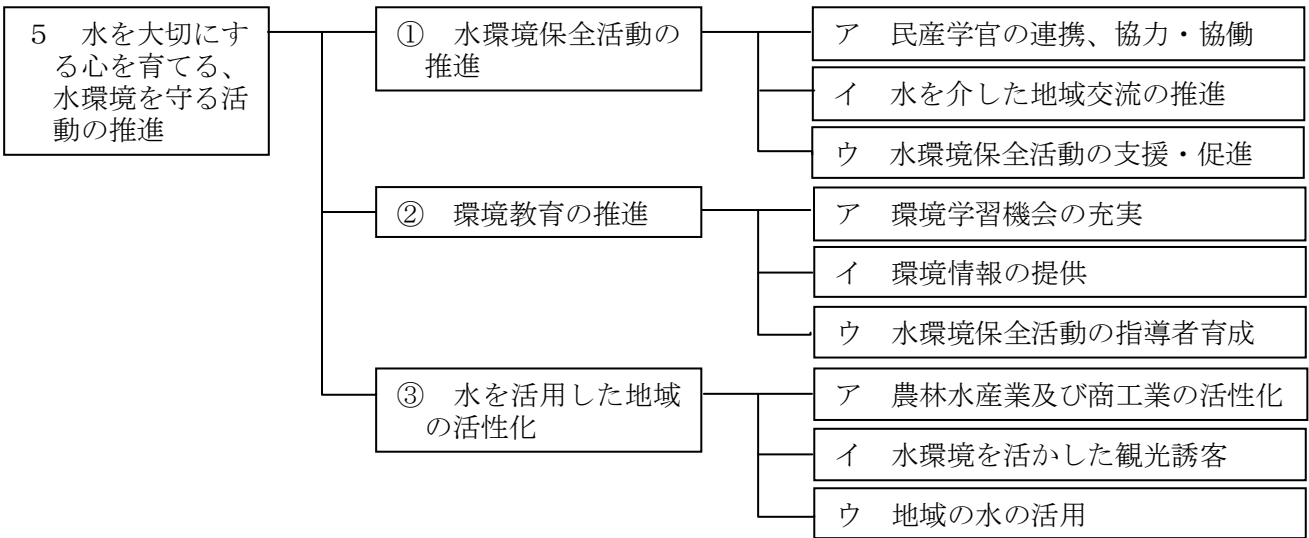 ５　水を大切にす
る心を育てる、
水環境を守る活
動の推進
①　水環境保全活動の
推進
ア　民産学官の連携、協力・協働
イ　水を介した地域交流の推進
ウ　水環境保全活動の支援・促進
②　環境教育の推進
ア　環境学習機会の充実
イ　環境情報の提供
ウ　水環境保全活動の指導者育成
③　水を活用した地域
の活性化
ア　農林水産業及び商工業の活性化
イ　水環境を活かした観光誘客
ウ　地域の水の活用